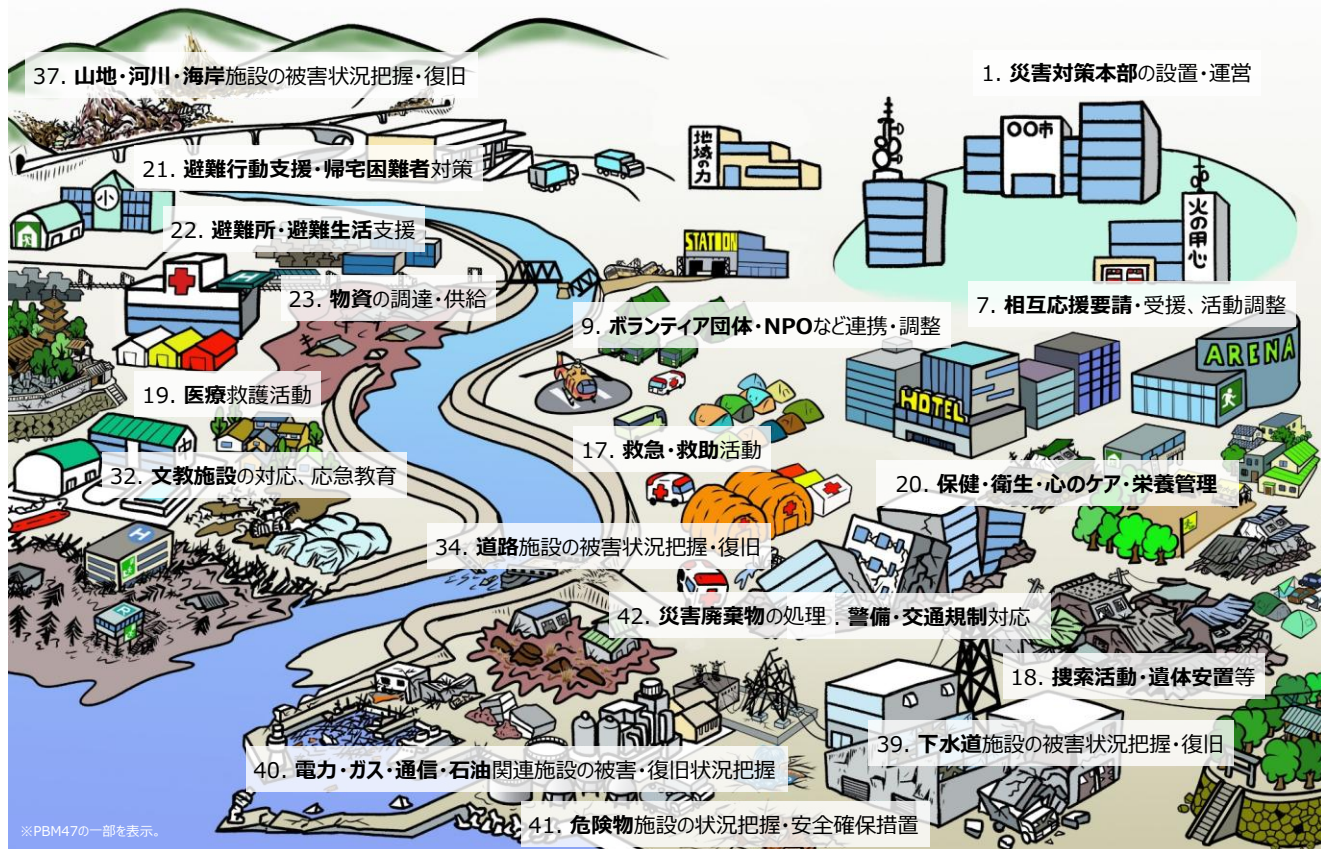 37. 山地・河川・海岸施設の被害状況把握・復旧
1. 災害対策本部の設置・運営
〇〇市
地域の力
21. 避難行動支援・帰宅困難者対策
小
火の用心
22. 避難所・避難生活支援
STATION
H
23. 物資の調達・供給
7. 相互応援要請・受援、活動調整
9. ボランティア団体・NPOなど連携・調整
ARENA
19. 医療救護活動
HOTEL
17. 救急・救助活動
32. 文教施設の対応、応急教育
20. 保健・衛生・心のケア・栄養管理
H
34. 道路施設の被害状況把握・復旧
R
42. 災害廃棄物の処理
. 警備・交通規制対応
18. 捜索活動・遺体安置等
39. 下水道施設の被害状況把握・復旧
40. 電力・ガス・通信・石油関連施設の被害・復旧状況把握
※PBM47の一部を表示。
41. 危険物施設の状況把握・安全確保措置